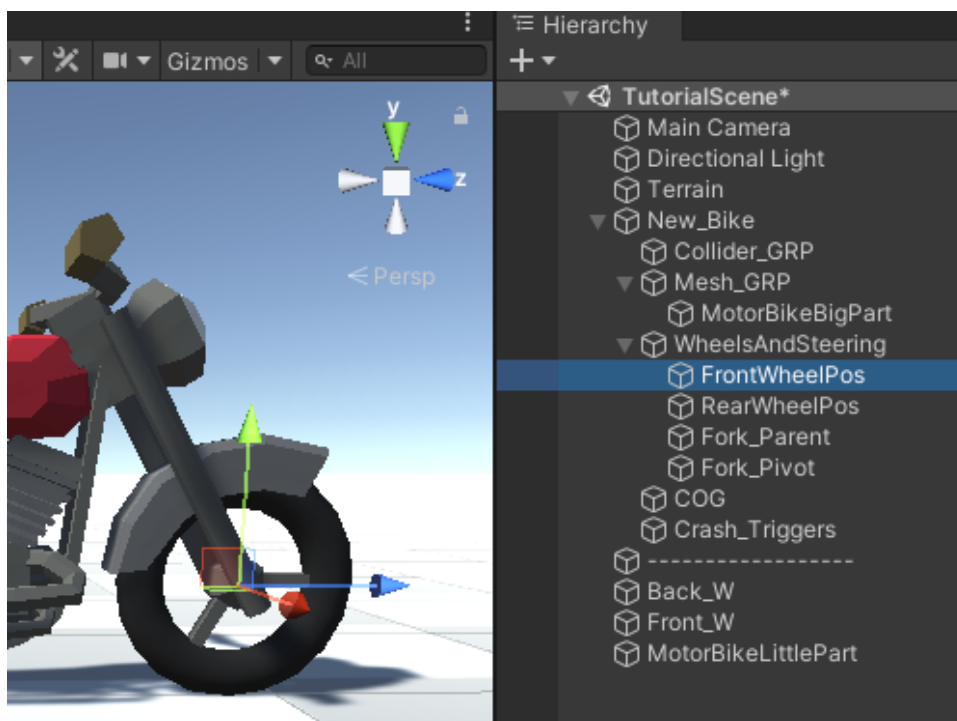 Hierarchy
Gizmos
All
y
z
Persp
TutorialScene*
Main Camera
Directional Light
Terrain
New_Bike
Collider_GRP
Mesh_GRP
MotorBikeBigPart
WheelsAndSteering
FrontWheelPos
RearWheelPos
Fork_Parent
Fork_Pivot
COG
Crash_Triggers
------------------
Back_W
Front_W
MotorBikeLittlePart